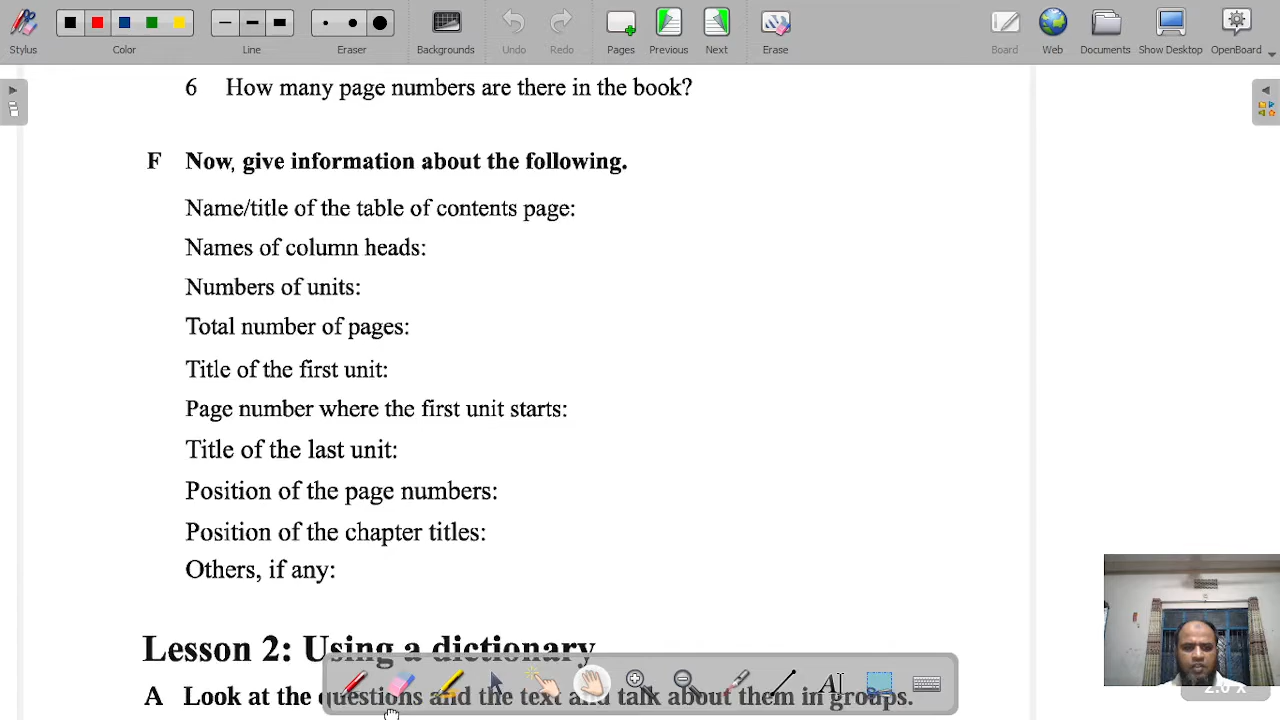 Stylus
Color
Line
Eraser
Backgrounds
Undo
Redo
Pages
Previous
Next
Erase
Board
Web
Documents
Show Desktop
OpenBoard
6 How many page numbers are there in the book?
F Now, give information about the following.
Name/title of the table of contents page:
Names of column heads:
Numbers of units:
Total number of pages:
Title of the first unit:
Page number where the first unit starts:
Title of the last unit:
Position of the page numbers:
Position of the chapter titles:
Others, if any:
Lesson 2: Using a dictionary
A Look at the questions and the text and talk about them in groups.
2.0 x